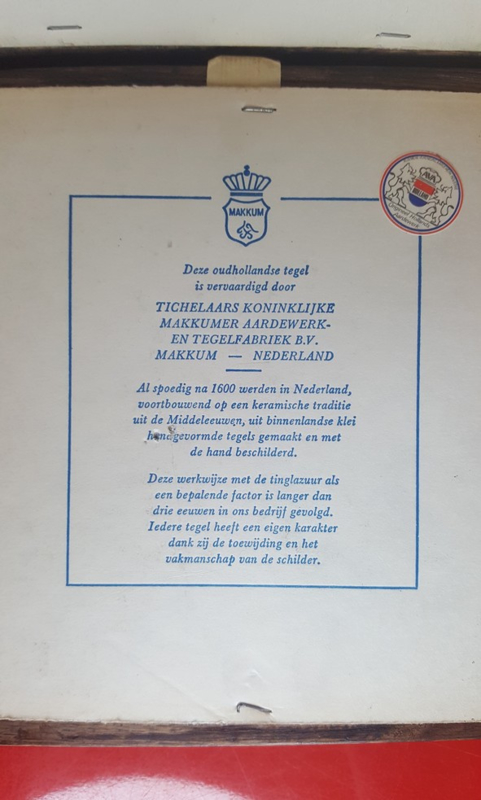 MAKKUM
Deze oudhollandse tegel
is vervaardigd door
TICHELAARS KONINKLIJKE
MAKKUMER AARDEWERK-
EN TEGELFABRIEK B.V.
MAKKUM — NEDERLAND
Al spoedig na 1600 werden in Nederland,
voortbouwend op een keramische traditie
uit de Middeleeuwen, uit binnenlandse klei
handgevormde tegels gemaakt en met
de hand beschilderd.
Deze werkwijze met de tinglazuur als
een bepalende factor is langer dan
drie eeuwen in ons bedrijf gevolgd.
Iedere tegel heeft een eigen karakter
dank zij de toewijding en het
vakmanschap van de schilder.